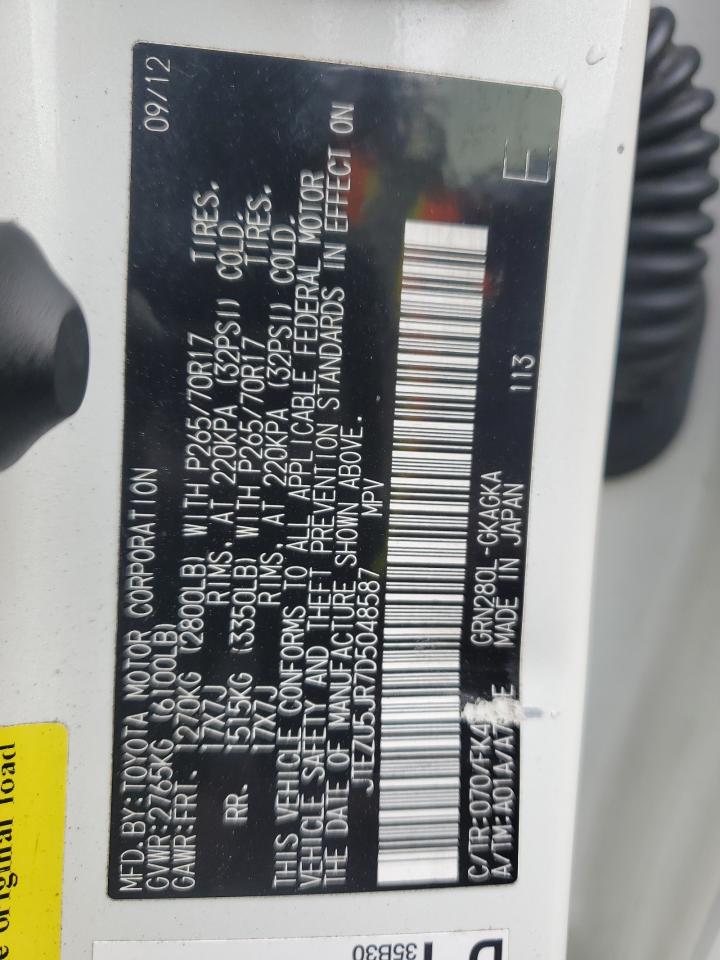 MFD. BY: TOYOTA MOTOR CORPORATION 09/12
GVWR: 2765KG (6100LB)
GAWR: FRT. 1270KG (2800LB) WITH P265/70R17 TIRES,
17X7J RIMS, AT 220KPA (32PSI) COLD.
RR. 1515KG (3350LB) WITH P265/70R17 TIRES,
17X7J RIMS, AT 220KPA (32PSI) COLD.
THIS VEHICLE CONFORMS TO ALL APPLICABLE FEDERAL MOTOR
VEHICLE SAFETY AND THEFT PREVENTION STANDARDS IN EFFECT ON
THE DATE OF MANUFACTURE SHOWN ABOVE.
JTEZU5JR7D5048587 MPV
C/TR: 070/FK4 GRN280L-GKAGKA
A/TM: A01A/A7 E MADE IN JAPAN 113 E
original load
35B30